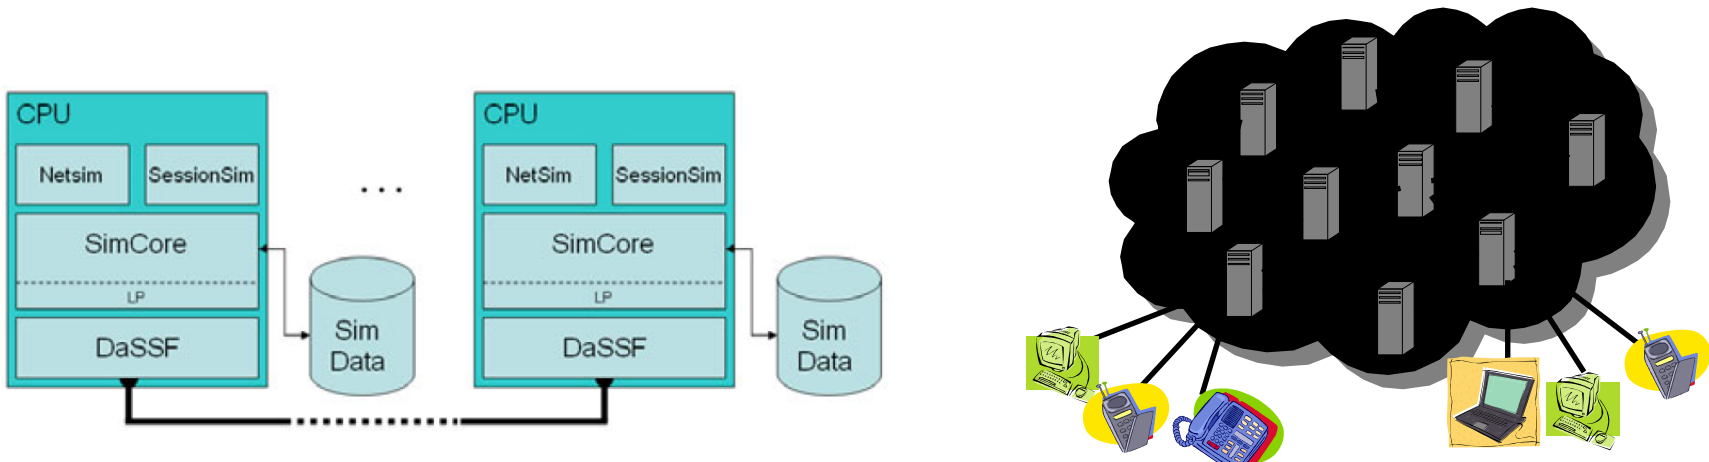 CPU
Netsim
SessionSim
SimCore
LP
DaSSF
Sim
Data
. . .
CPU
NetSim
SessionSim
SimCore
LP
DaSSF
Sim
Data